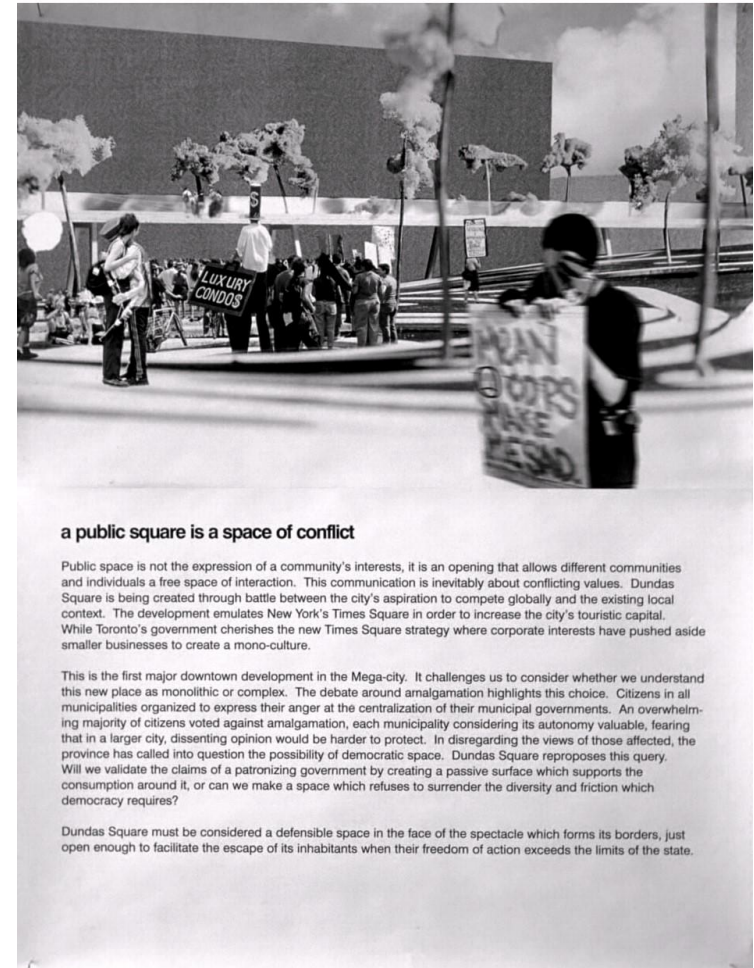 $
LUXURY
CONDOS
MEAN
COPS
MAKE
ME SAD
a public square is a space of conflict
Public space is not the expression of a community's interests, it is an opening that allows different communities
and individuals a free space of interaction. This communication is inevitably about conflicting values. Dundas
Square is being created through battle between the city's aspiration to compete globally and the existing local
context. The development emulates New York's Times Square in order to increase the city's touristic capital.
While Toronto's government cherishes the new Times Square strategy where corporate interests have pushed aside
smaller businesses to create a mono-culture.
This is the first major downtown development in the Mega-city. It challenges us to consider whether we understand
this new place as monolithic or complex. The debate around amalgamation highlights this choice. Citizens in all
municipalities organized to express their anger at the centralization of their municipal governments. An overwhelm-
ing majority of citizens voted against amalgamation, each municipality considering its autonomy valuable, fearing
that in a larger city, dissenting opinion would be harder to protect. In disregarding the views of those affected, the
province has called into question the possibility of democratic space. Dundas Square reproposes this query.
Will we validate the claims of a patronizing government by creating a passive surface which supports the
consumption around it, or can we make a space which refuses to surrender the diversity and friction which
democracy requires?
Dundas Square must be considered a defensible space in the face of the spectacle which forms its borders, just
open enough to facilitate the escape of its inhabitants when their freedom of action exceeds the limits of the state.